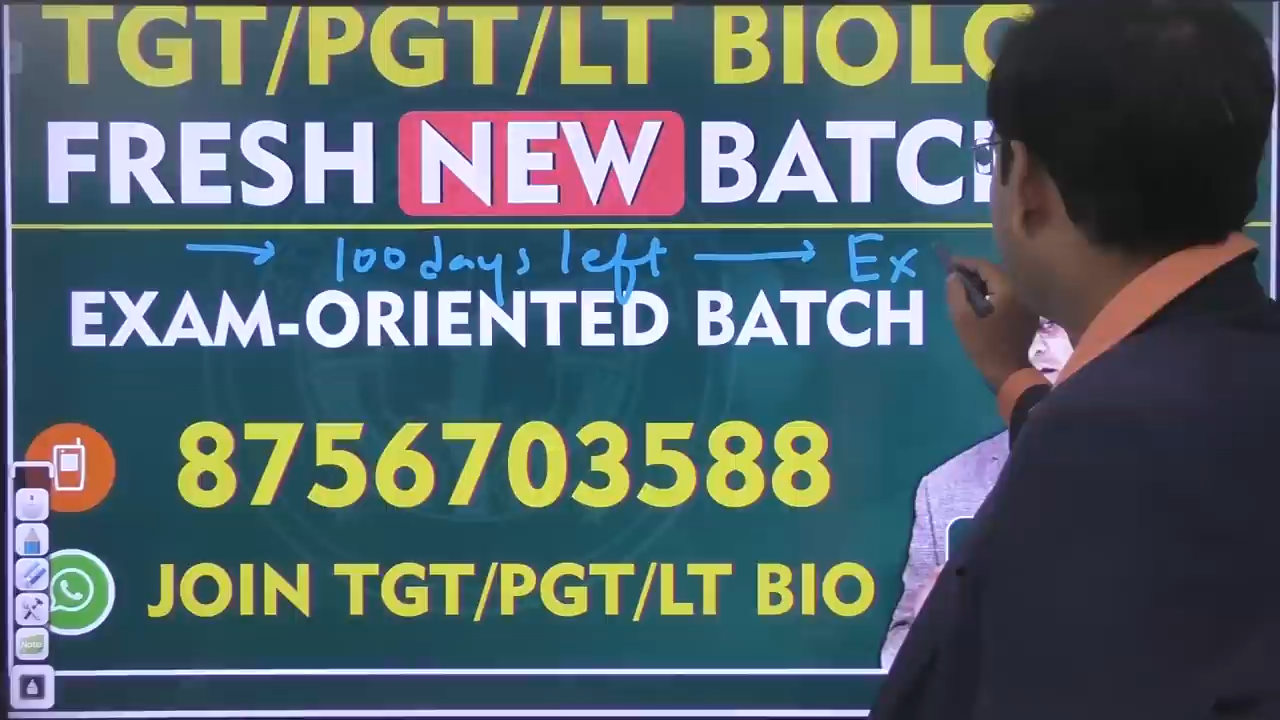 TGT/PGT/LT BIOLO
FRESH NEW BATCH
→ 100 days left → Ex
EXAM-ORIENTED BATCH
8756703588
JOIN TGT/PGT/LT BIO
Note